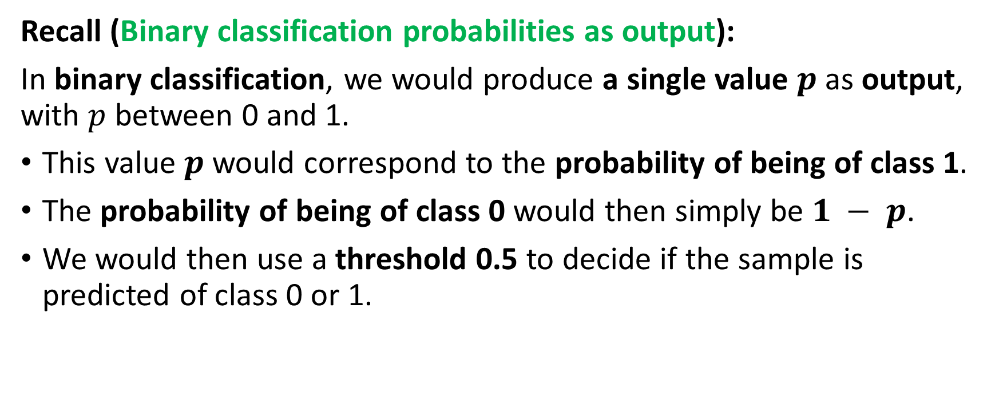 Recall (Binary classification probabilities as output):
In binary classification, we would produce a single value p as output,
with p between 0 and 1.
• This value p would correspond to the probability of being of class 1.
• The probability of being of class 0 would then simply be 1 − p.
• We would then use a threshold 0.5 to decide if the sample is
predicted of class 0 or 1.